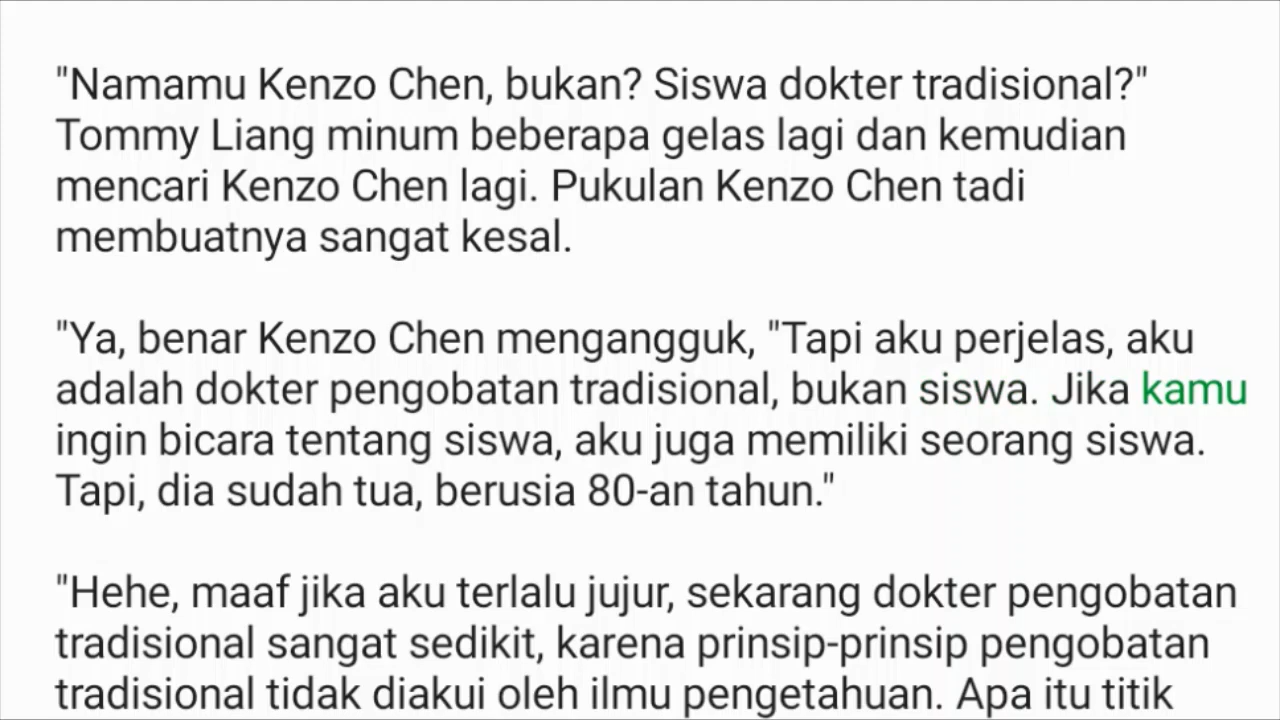 "Namamu Kenzo Chen, bukan? Siswa dokter tradisional?"
Tommy Liang minum beberapa gelas lagi dan kemudian
mencari Kenzo Chen lagi. Pukulan Kenzo Chen tadi
membuatnya sangat kesal.
"Ya, benar Kenzo Chen mengangguk, "Tapi aku perjelas, aku
adalah dokter pengobatan tradisional, bukan siswa. Jika kamu
ingin bicara tentang siswa, aku juga memiliki seorang siswa.
Tapi, dia sudah tua, berusia 80-an tahun."
"Hehe, maaf jika aku terlalu jujur, sekarang dokter pengobatan
tradisional sangat sedikit, karena prinsip-prinsip pengobatan
tradisional tidak diakui oleh ilmu pengetahuan. Apa itu titik